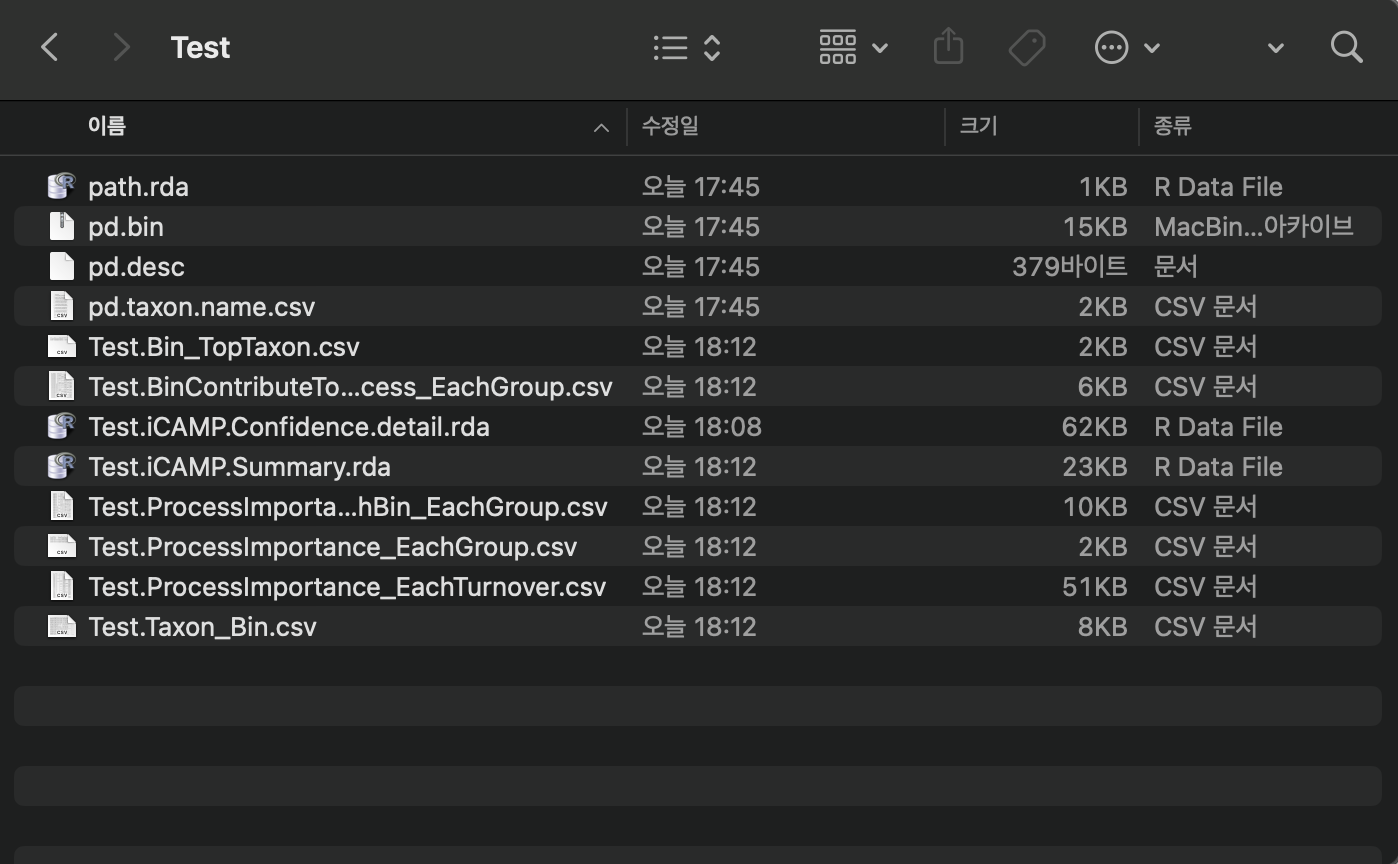 Test
이름 수정일 크기 종류
path.rda 오늘 17:45 1KB R Data File
pd.bin 오늘 17:45 15KB MacBin...아카이브
pd.desc 오늘 17:45 379바이트 문서
pd.taxon.name.csv 오늘 17:45 2KB CSV 문서
Test.Bin_TopTaxon.csv 오늘 18:12 2KB CSV 문서
Test.BinContributeTo...cess_EachGroup.csv 오늘 18:12 6KB CSV 문서
Test.iCAMP.Confidence.detail.rda 오늘 18:08 62KB R Data File
Test.iCAMP.Summary.rda 오늘 18:12 23KB R Data File
Test.ProcessImporta...hBin_EachGroup.csv 오늘 18:12 10KB CSV 문서
Test.ProcessImportance_EachGroup.csv 오늘 18:12 2KB CSV 문서
Test.ProcessImportance_EachTurnover.csv 오늘 18:12 51KB CSV 문서
Test.Taxon_Bin.csv 오늘 18:12 8KB CSV 문서